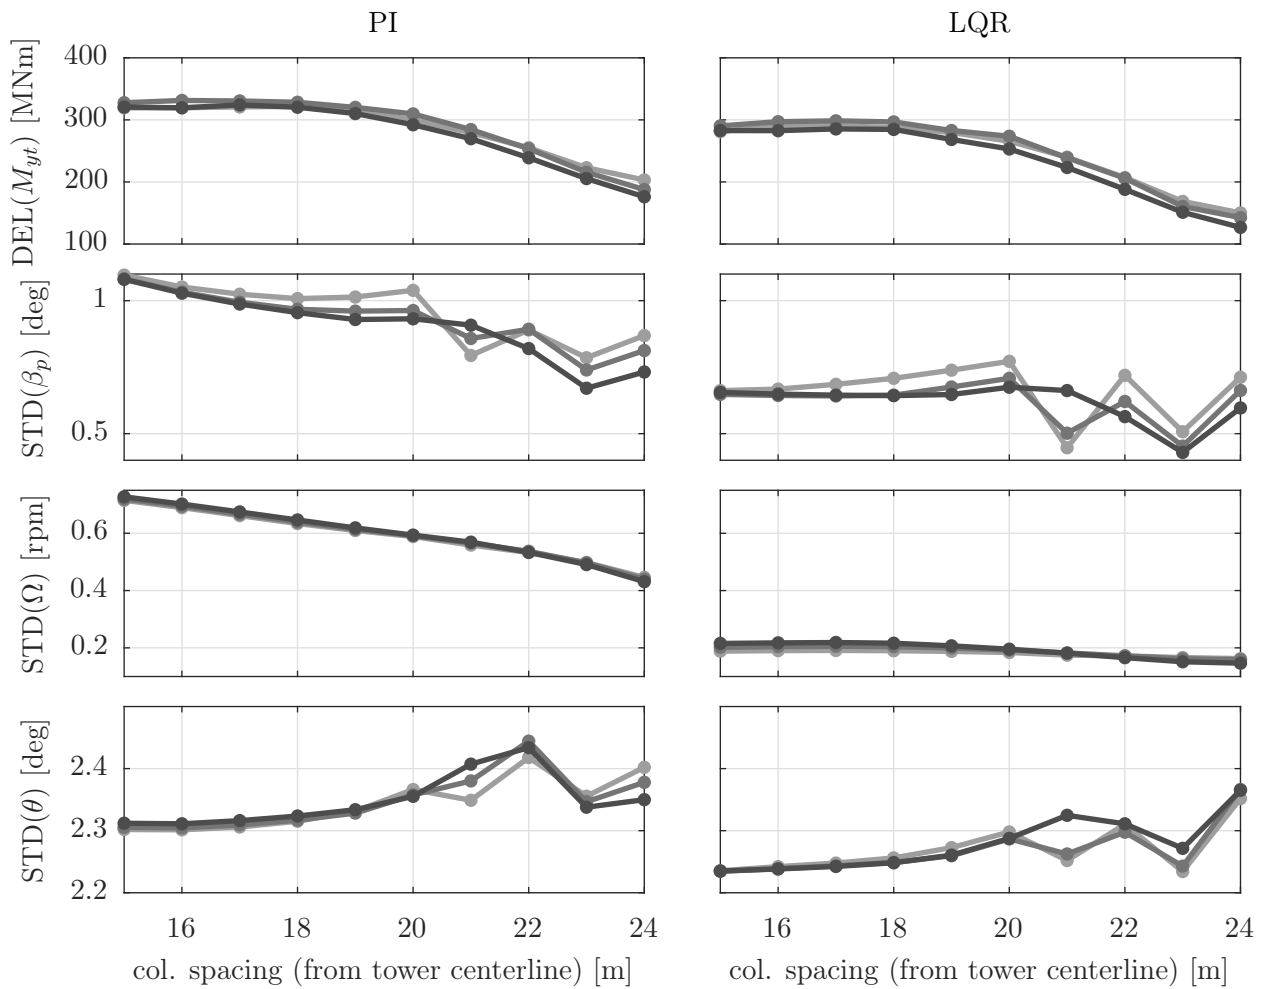 PI
LQR
DEL(M_yt) [MNm]
400
300
200
100
STD(β_p) [deg]
1
0.5
STD(Ω) [rpm]
0.6
0.4
0.2
STD(θ) [deg]
2.4
2.3
2.2
16 18 20 22 24
16 18 20 22 24
col. spacing (from tower centerline) [m]
col. spacing (from tower centerline) [m]